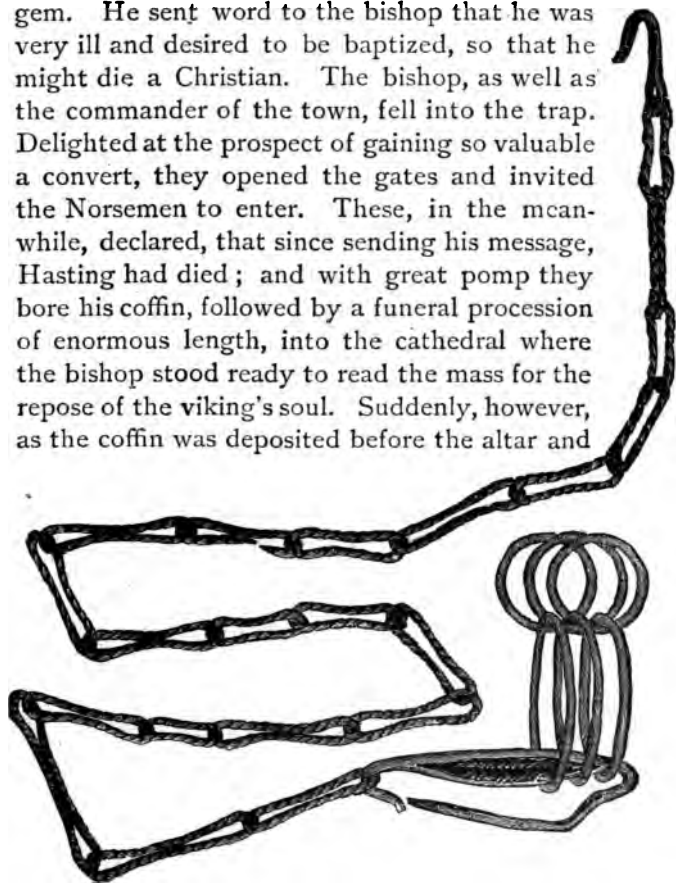 gem. He sent word to the bishop that he was
very ill and desired to be baptized, so that he
might die a Christian. The bishop, as well as
the commander of the town, fell into the trap.
Delighted at the prospect of gaining so valuable
a convert, they opened the gates and invited
the Norsemen to enter. These, in the mean-
while, declared, that since sending his message,
Hasting had died; and with great pomp they
bore his coffin, followed by a funeral procession
of enormous length, into the cathedral where
the bishop stood ready to read the mass for the
repose of the viking's soul. Suddenly, however,
as the coffin was deposited before the altar and